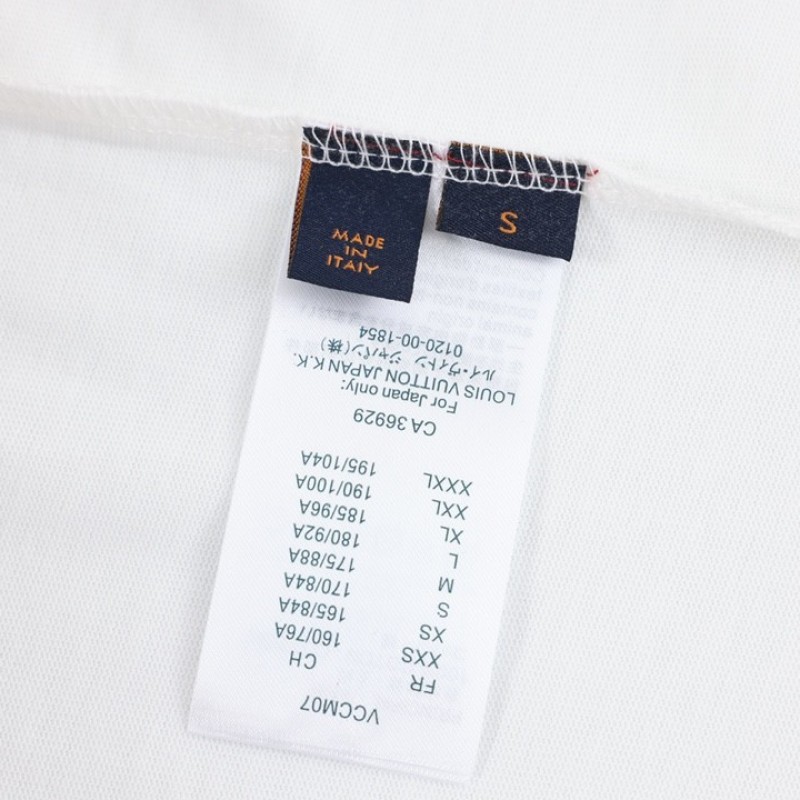 MADE
IN
ITAIY
S
VCCM07
FR CH
XXS 160/76A
XS 165/84A
S 170/84A
M 175/88A
L 180/92A
XL 185/96A
XXL 190/100A
XXXL 195/104A
CA 36929
For Japan only:
LOUIS VUITTON JAPAN K.K.
ルイ・ヴィトン ジャパン(株)
0120-00-1854